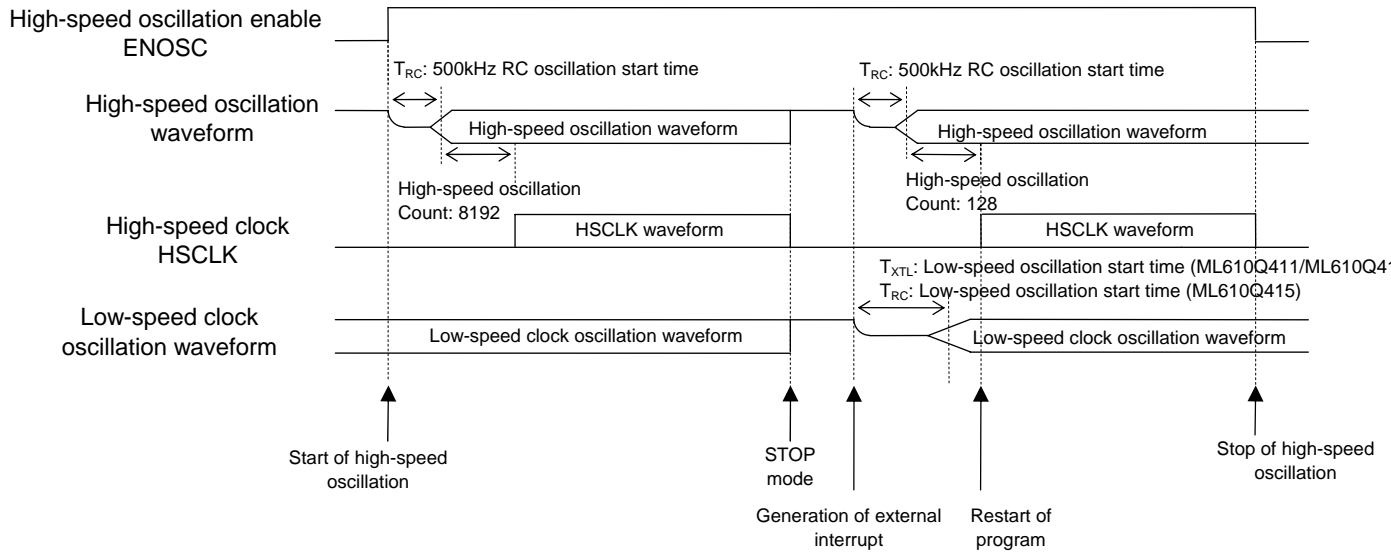 High-speed oscillation enable
ENOSC
T_RC: 500kHz RC oscillation start time
T_RC: 500kHz RC oscillation start time
High-speed oscillation
waveform
High-speed oscillation waveform
High-speed oscillation waveform
High-speed oscillation
Count: 8192
High-speed oscillation
Count: 128
High-speed clock
HSCLK
HSCLK waveform
HSCLK waveform
T_XTL: Low-speed oscillation start time (ML610Q411/ML610Q41
T_RC: Low-speed oscillation start time (ML610Q415)
Low-speed clock
oscillation waveform
Low-speed clock oscillation waveform
Low-speed clock oscillation waveform
Start of high-speed
oscillation
STOP
mode
Stop of high-speed
oscillation
Generation of external
interrupt
Restart of
program